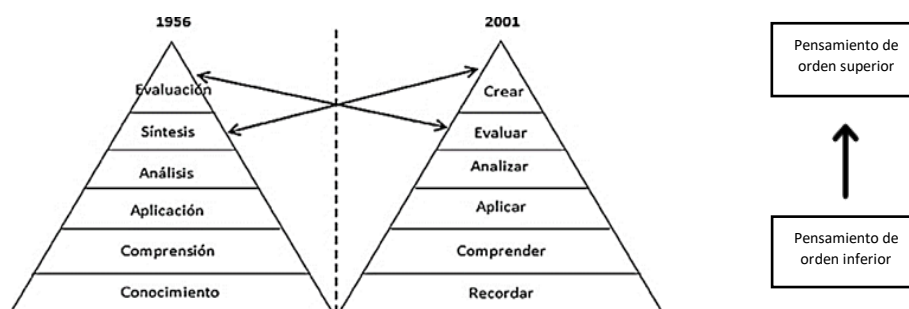 1956
Evaluación
Síntesis
Análisis
Aplicación
Comprensión
Conocimiento
2001
Crear
Evaluar
Analizar
Aplicar
Comprender
Recordar
Pensamiento de
orden superior
Pensamiento de
orden inferior